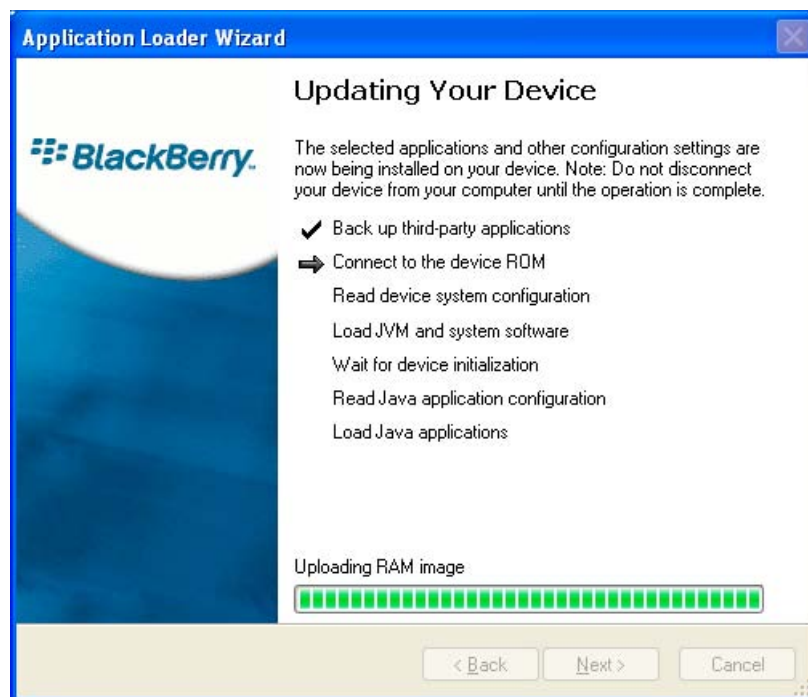 Application Loader Wizard
Updating Your Device
BlackBerry.
The selected applications and other configuration settings are
now being installed on your device. Note: Do not disconnect
your device from your computer until the operation is complete.
Back up third-party applications
Connect to the device ROM
Read device system configuration
Load JVM and system software
Wait for device initialization
Read Java application configuration
Load Java applications
Uploading RAM image
< Back
Next >
Cancel